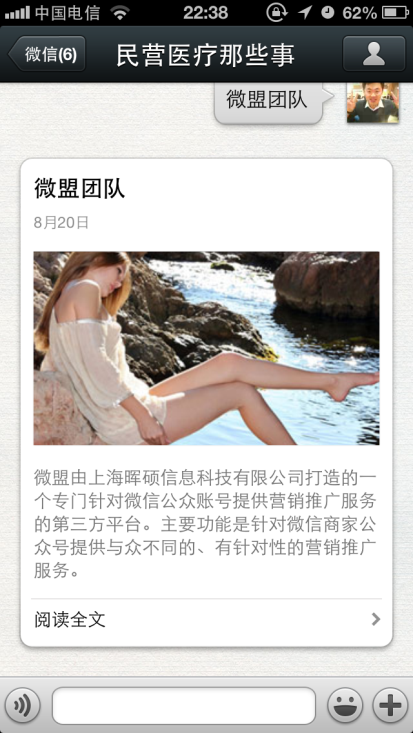 中国电信 22:38 62%
微信(6) 民营医疗那些事
微盟团队
微盟团队
8月20日
微盟由上海晖硕信息科技有限公司打造的一
个专门针对微信公众账号提供营销推广服务
的第三方平台。主要功能是针对微信商家公
众号提供与众不同的、有针对性的营销推广
服务。
阅读全文